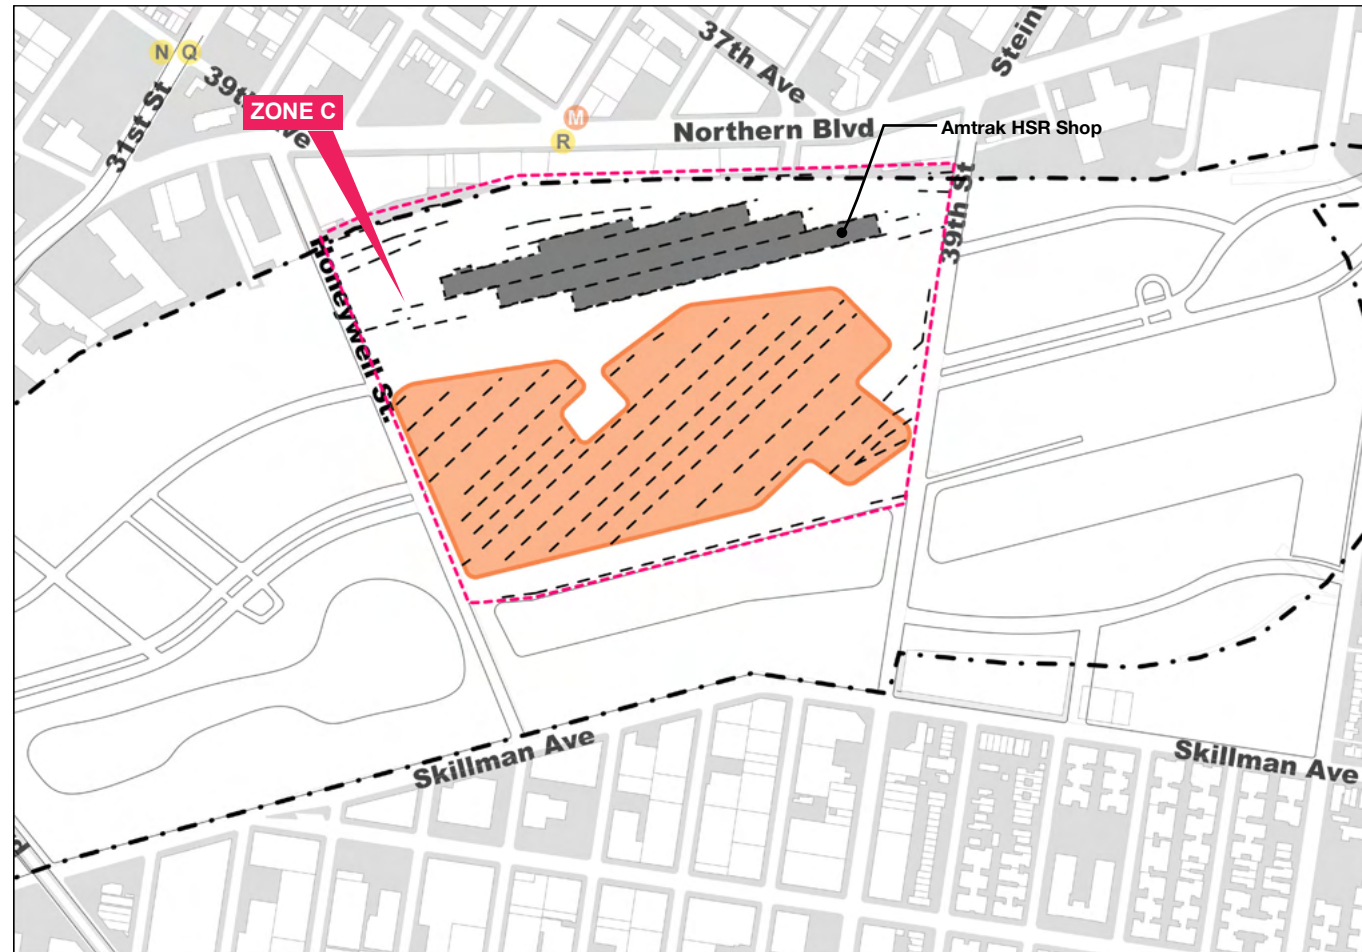 N Q
39th Ave
31st St
ZONE C
37th Ave
M
R
Northern Blvd
Amtrak HSR Shop
39th St
Honeywell St.
Skillman Ave
Skillman Ave